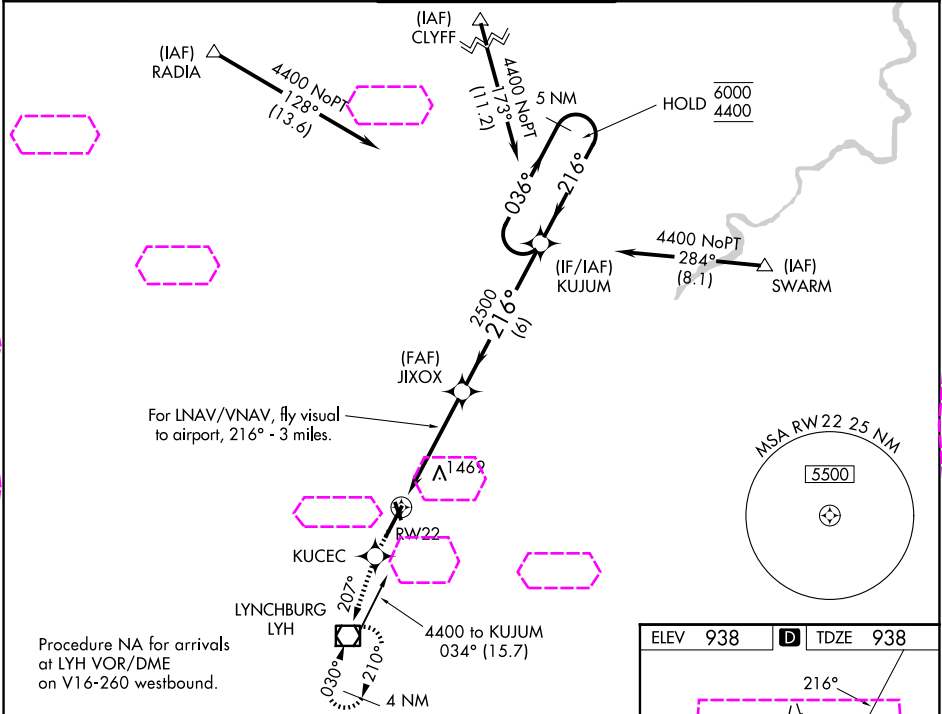 (IAF)
RADIA
4400 NoPT
128°
(13.6)
(IAF)
CLYFF
4400 NoPT
173°
(11.2)
5 NM
HOLD
6000
4400
036°
216°
4400 NoPT
284°
(8.1)
(IAF)
SWARM
(IF/IAF)
KUJUM
2500
216°
(6)
(FAF)
JIXOX
For LNAV/VNAV, fly visual
to airport, 216° - 3 miles.
1469
RW22
KUCEC
207°
LYNCHBURG
LYH
4400 to KUJUM
034° (15.7)
030°
210°
4 NM
Procedure NA for arrivals
at LYH VOR/DME
on V16-260 westbound.
MSA RW22 25 NM
5500
ELEV 938 D TDZE 938
216°